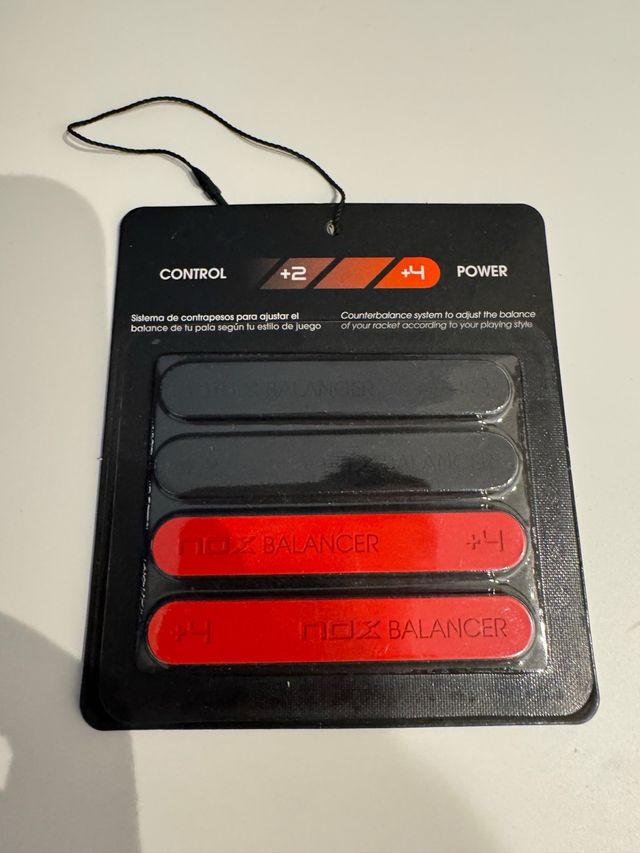 CONTROL +2 +4 POWER
Sistema de contrapesos para ajustar el
balance de tu pala según tu estilo de juego
Counterbalance system to adjust the balance
of your racket according to your playing style
nox BALANCER
nox BALANCER +4
+4 nox BALANCER